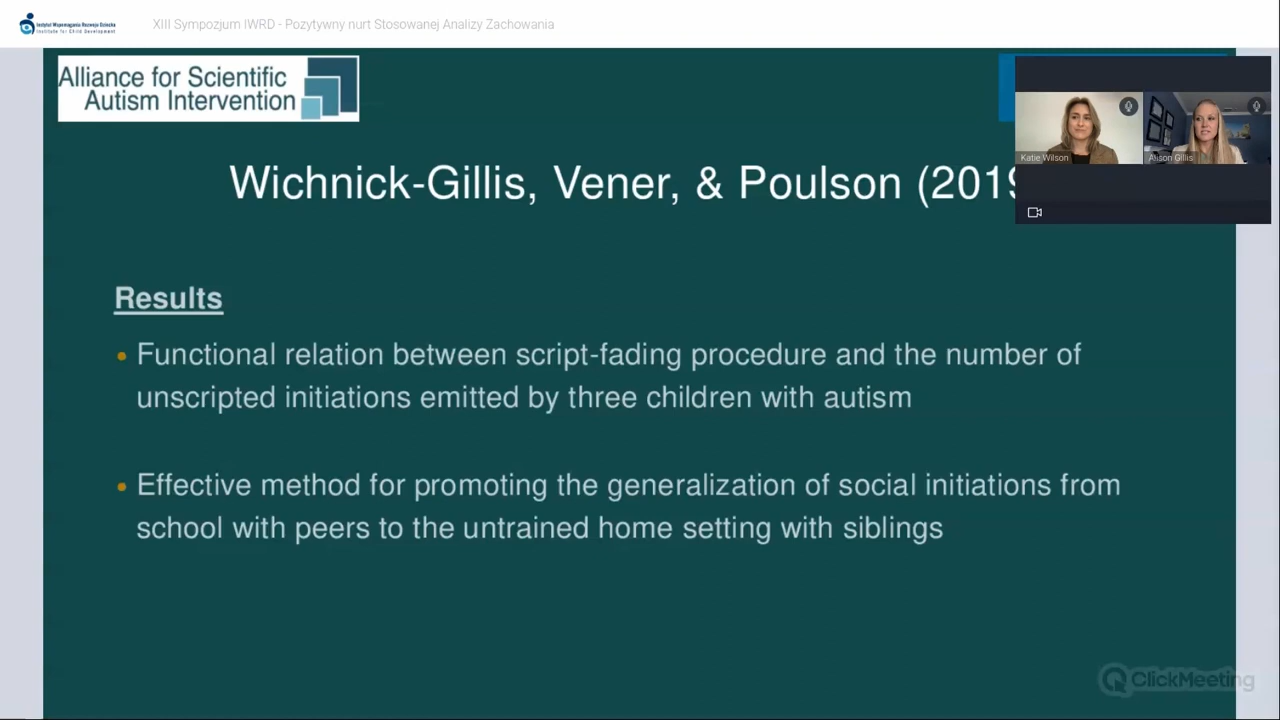 Instytut Wspomagania Rozwoju Dziecka
Institute for Child Development
XIII Sympozjum IWRD - Pozytywny nurt Stosowanej Analizy Zachowania
Alliance for Scientific
Autism Intervention
Katie Wilson
Alison Gillis
Wichnick-Gillis, Vener, & Poulson (2019
Results
• Functional relation between script-fading procedure and the number of
unscripted initiations emitted by three children with autism
• Effective method for promoting the generalization of social initiations from
school with peers to the untrained home setting with siblings
ClickMeeting